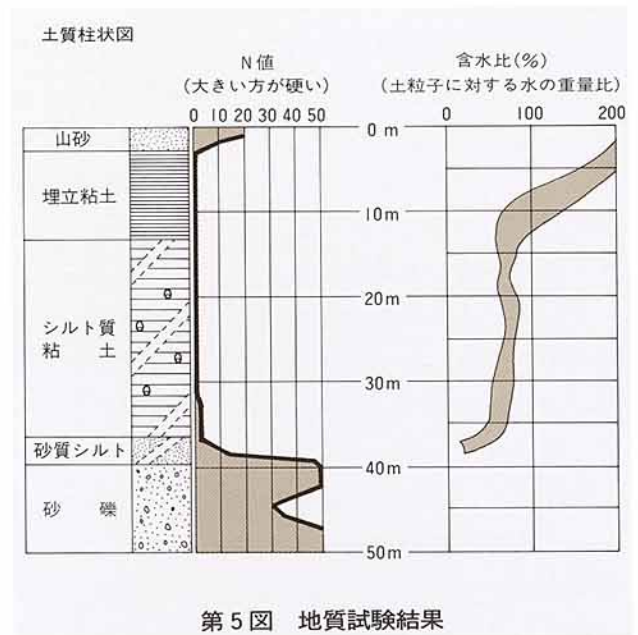 土質柱状図
N 値
(大きい方が硬い)
0 10 20 30 40 50
含水比(%)
(土粒子に対する水の重量比)
0 100 200
0 m
山砂
埋立粘土
10m
20m
シルト質
粘 土
30m
砂質シルト
40m
砂 礫
50m
第5図 地質試験結果